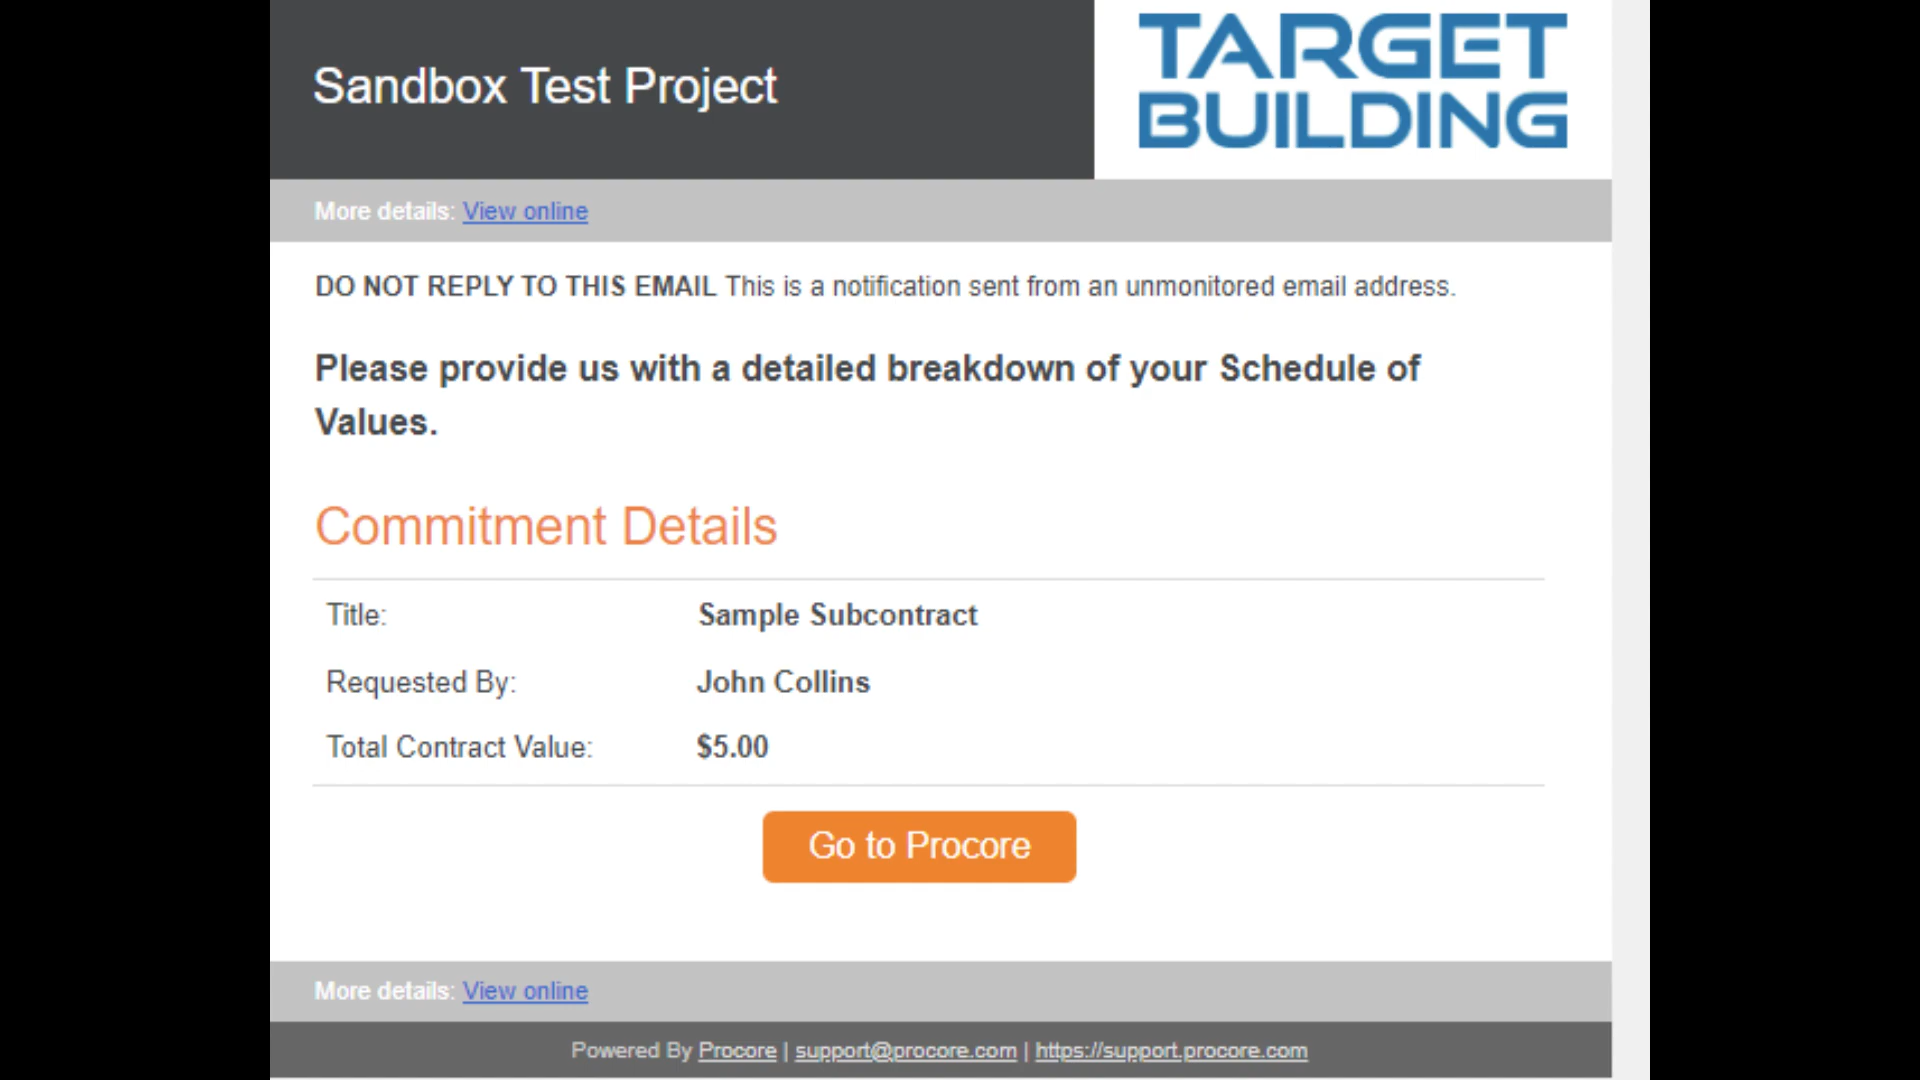 Sandbox Test Project
TARGET
BUILDING
More details: View online
DO NOT REPLY TO THIS EMAIL This is a notification sent from an unmonitored email address.
Please provide us with a detailed breakdown of your Schedule of
Values.
Commitment Details
Title: Sample Subcontract
Requested By: John Collins
Total Contract Value: $5.00
Go to Procore
More details: View online
Powered By Procore | support@procore.com | https://support.procore.com